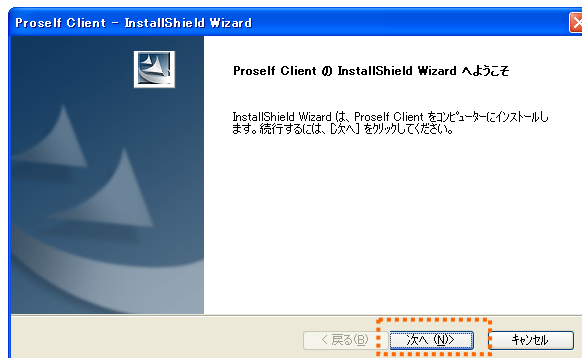 Proself Client - InstallShield Wizard
Proself Client の InstallShield Wizard へようこそ
InstallShield Wizard は、Proself Client をコンピューターにインストールし
ます。続行するには、[次へ] をクリックしてください。
< 戻る(B) 次へ (N)> キャンセル